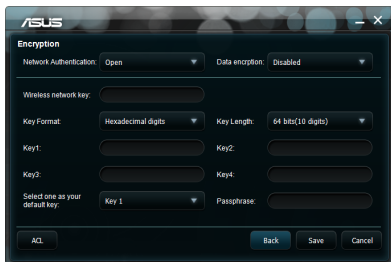 ASUS
Encryption
Network Authentication: Open Data encrption: Disabled
Wireless network key:
Key Format: Hexadecimal digits Key Length: 64 bits(10 digits)
Key1: Key2:
Key3: Key4:
Select one as your
default key: Key 1 Passphrase:
ACL Back Save Cancel